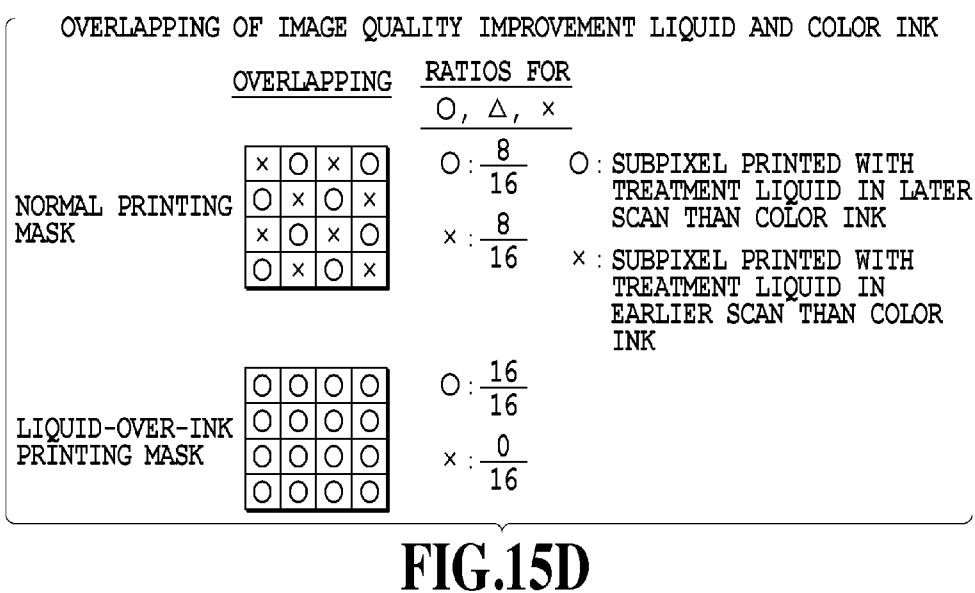 OVERLAPPING OF IMAGE QUALITY IMPROVEMENT LIQUID AND COLOR INK
OVERLAPPING
RATIOS FOR
○, △, ×
NORMAL PRINTING
MASK
× ○ × ○
○ × ○ ×
× ○ × ○
○ × ○ ×
○ : 8/16
× : 8/16
○ : SUBPIXEL PRINTED WITH
TREATMENT LIQUID IN LATER
SCAN THAN COLOR INK
× : SUBPIXEL PRINTED WITH
TREATMENT LIQUID IN
EARLIER SCAN THAN COLOR
INK
LIQUID-OVER-INK
PRINTING MASK
○ ○ ○ ○
○ ○ ○ ○
○ ○ ○ ○
○ ○ ○ ○
○ : 16/16
× : 0/16
FIG.15D